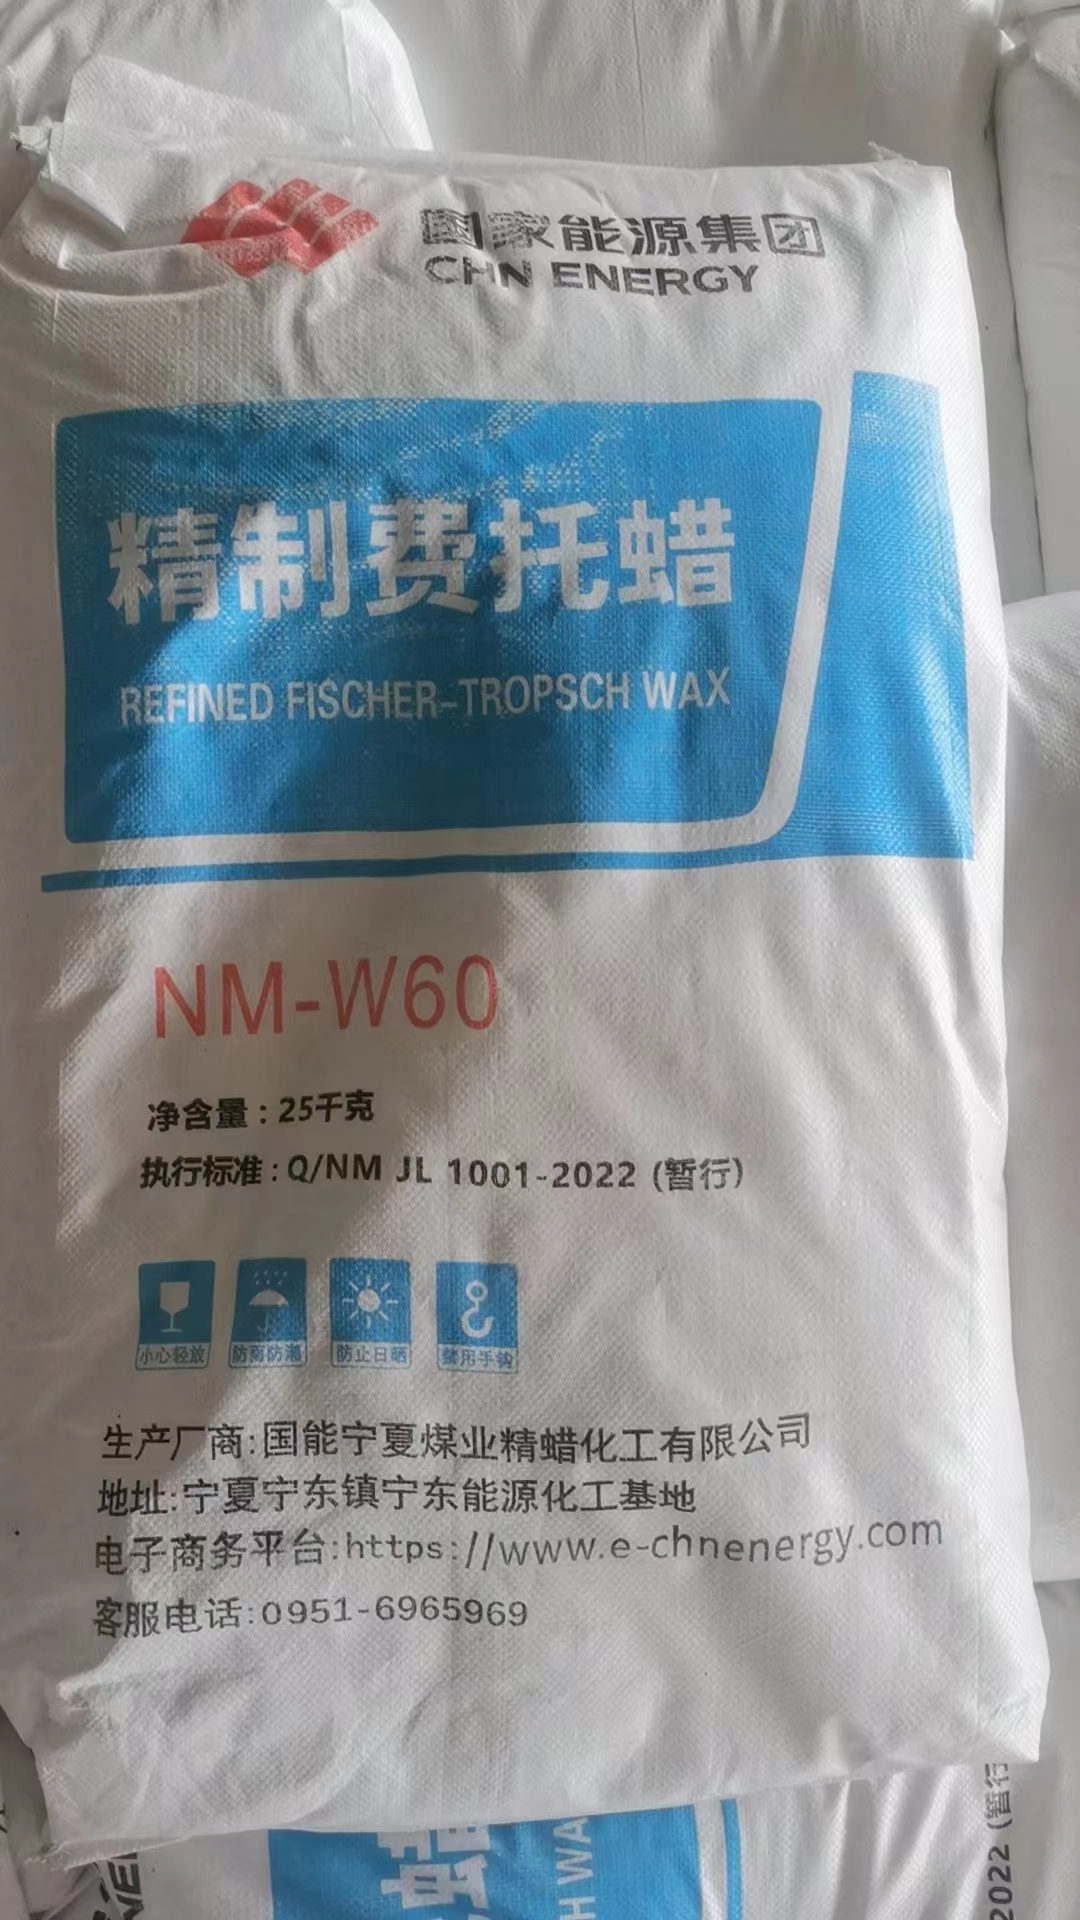 国家能源集团
CHN ENERGY
精制费托蜡
REFINED FISCHER-TROPSCH WAX
NM-W60
净含量：25千克
执行标准：Q/NM JL 1001-2022 (暂行)
小心轻放 防雨防潮 防止日晒 禁用手钩
生产厂商:国能宁夏煤业精蜡化工有限公司
地址:宁夏宁东镇宁东能源化工基地
电子商务平台:https://www.e-chnenergy.com
客服电话:0951-6965969
蜡
H WA
2022 (暂行